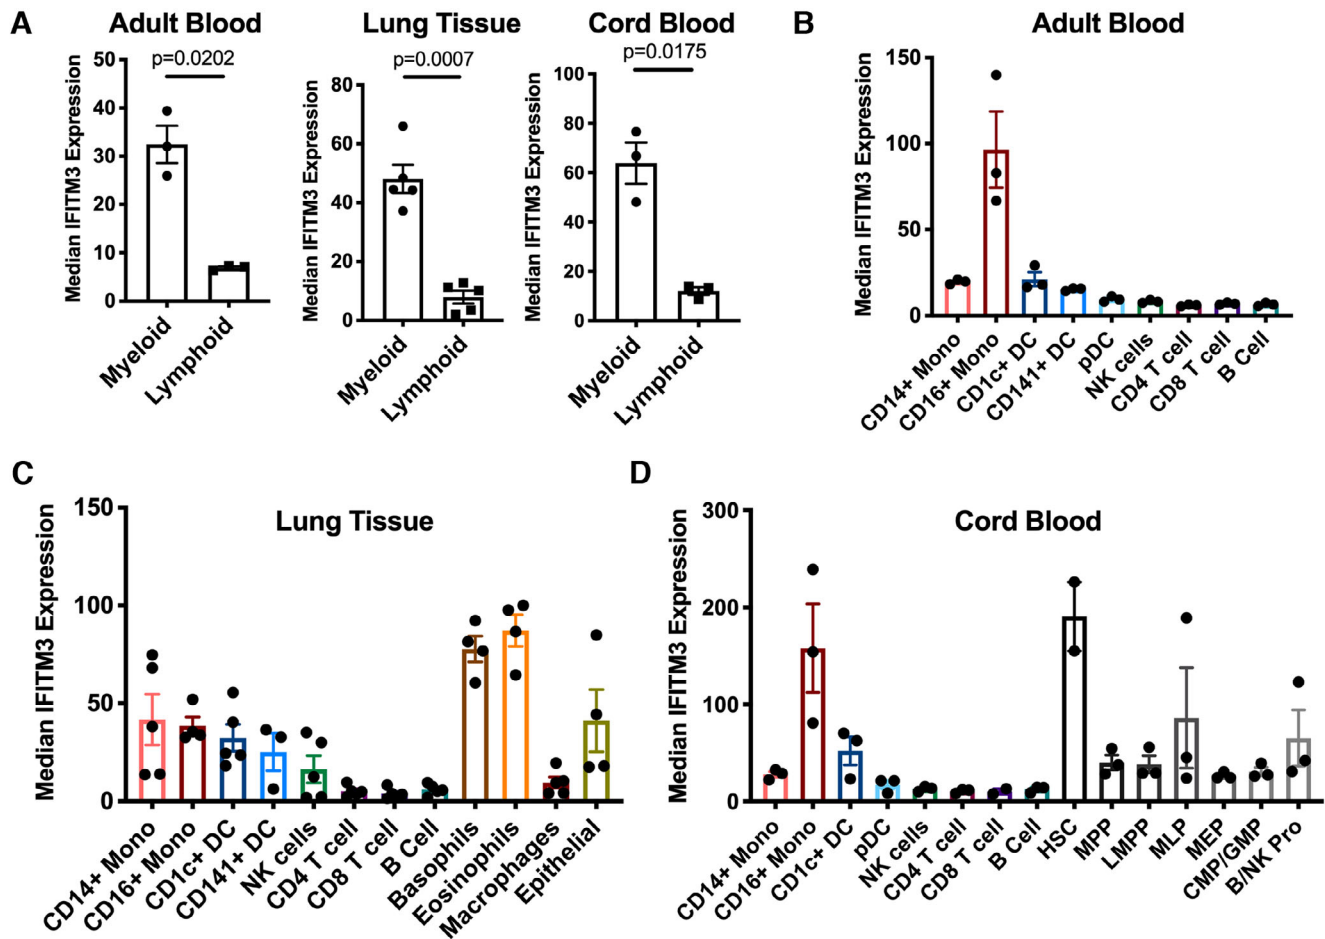 A
Adult Blood
p=0.0202
Median IFITM3 Expression
50
40
30
20
10
0
Myeloid
Lymphoid
Lung Tissue
p=0.0007
Median IFITM3 Expression
80
60
40
20
0
Myeloid
Lymphoid
Cord Blood
p=0.0175
Median IFITM3 Expression
100
80
60
40
20
0
Myeloid
Lymphoid
B
Adult Blood
Median IFITM3 Expression
150
100
50
0
CD14+ Mono
CD16+ Mono
CD1c+ DC
CD141+ DC
pDC
NK cells
CD4 T cell
CD8 T cell
B Cell
C
Lung Tissue
Median IFITM3 Expression
150
100
50
0
CD14+ Mono
CD16+ Mono
CD1c+ DC
CD141+ DC
NK cells
CD4 T cell
CD8 T cell
B Cell
Basophils
Eosinophils
Macrophages
Epithelial
D
Cord Blood
Median IFITM3 Expression
300
200
100
0
CD14+ Mono
CD16+ Mono
CD1c+ DC
pDC
NK cells
CD4 T cell
CD8 T cell
B Cell
HSC
MPP
LMPP
MLP
MEP
CMP/GMP
B/NK Pro